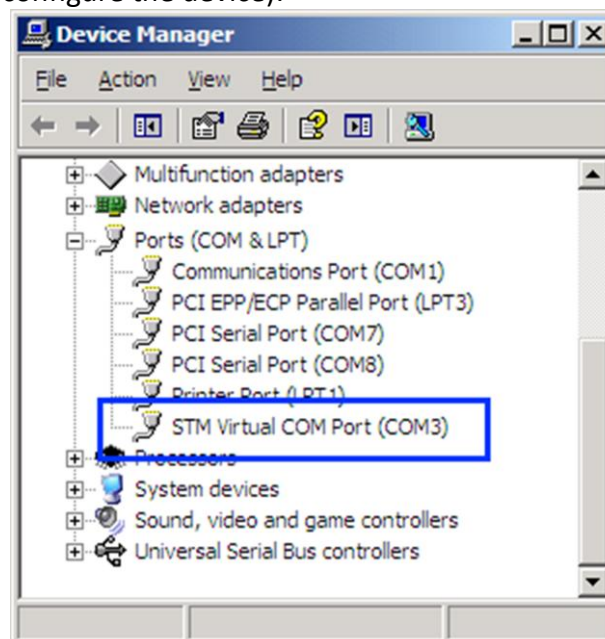 configure the device).
Device Manager
File Action View Help
Multifunction adapters
Network adapters
Ports (COM & LPT)
Communications Port (COM1)
PCI EPP/ECP Parallel Port (LPT3)
PCI Serial Port (COM7)
PCI Serial Port (COM8)
Printer Port (LPT1)
STM Virtual COM Port (COM3)
Processors
System devices
Sound, video and game controllers
Universal Serial Bus controllers